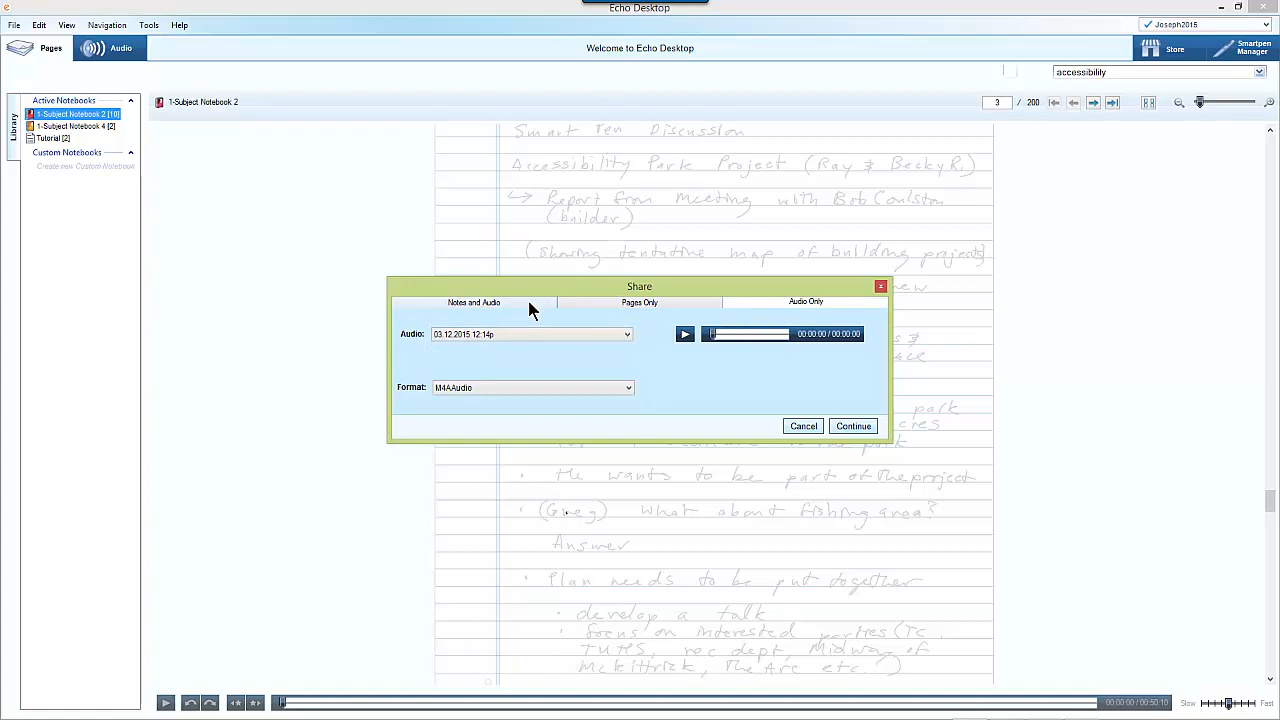 Echo Desktop
File Edit View Navigation Tools Help
Joseph2015
Pages Audio
Welcome to Echo Desktop
Store
Smartpen Manager
accessibility
Library
Active Notebooks
1-Subject Notebook 2 [10]
1-Subject Notebook 4 [2]
Tutorial [2]
Custom Notebooks
Create new Custom Notebook
1-Subject Notebook 2
3 / 200
Smart Pen Discussion
Accessibility Park Project (Kay & Becky R.)
Report from meeting with Bob Coulston
(builder)
(Showing tentative map of building projects)
Share
Notes and Audio Pages Only Audio Only
Audio: 03.12.2015 12:14p
00:00:00 / 00:00:00
Format: M4AAudio
Cancel Continue
park
He wants to be part of the project
(Greg) What about fishing area?
Answer
Plan needs to be put together
develop a talk
focus on interested parties (TC,
TUMS, rec dept, Midway of
McKittrick, The Arc etc.)
00:00:00 / 00:50:10
Slow Fast